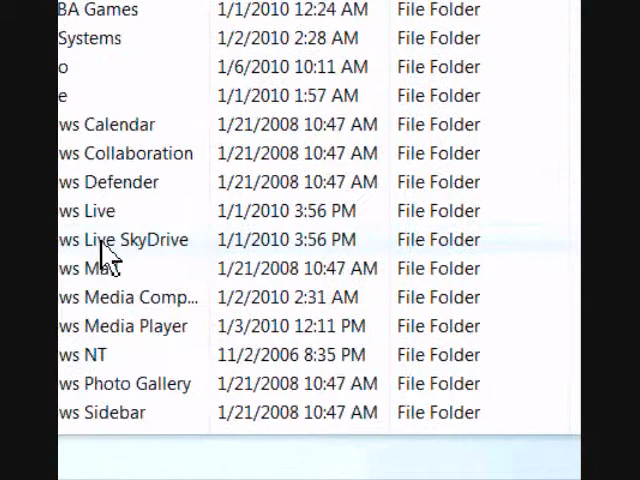 BA Games 1/1/2010 12:24 AM File Folder
Systems 1/2/2010 2:28 AM File Folder
o 1/6/2010 10:11 AM File Folder
e 1/1/2010 1:57 AM File Folder
ws Calendar 1/21/2008 10:47 AM File Folder
ws Collaboration 1/21/2008 10:47 AM File Folder
ws Defender 1/21/2008 10:47 AM File Folder
ws Live 1/1/2010 3:56 PM File Folder
ws Live SkyDrive 1/1/2010 3:56 PM File Folder
ws 1/21/2008 10:47 AM File Folder
ws Media Comp... 1/2/2010 2:31 AM File Folder
ws Media Player 1/3/2010 12:11 PM File Folder
ws NT 11/2/2006 8:35 PM File Folder
ws Photo Gallery 1/21/2008 10:47 AM File Folder
ws Sidebar 1/21/2008 10:47 AM File Folder